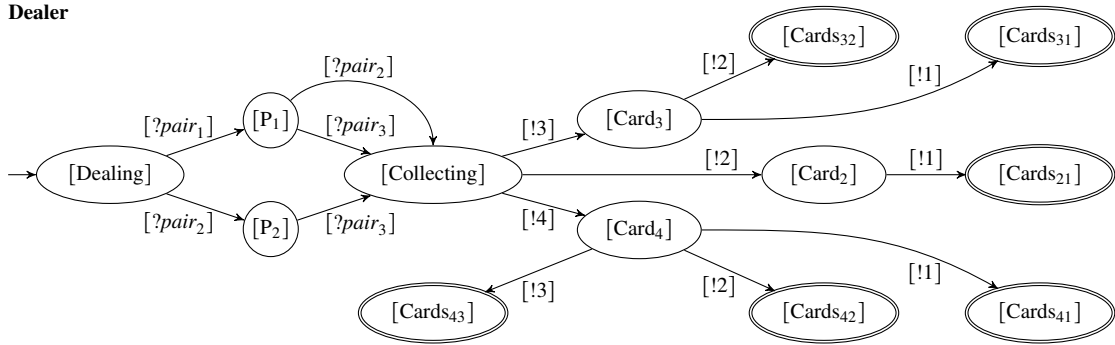 Dealer
[Cards₃₂]
[Cards₃₁]
[?pair₂]
[!2]
[!1]
[?pair₁]
[P₁]
[?pair₃]
[!3]
[Card₃]
[Dealing]
[Collecting]
[!2]
[Card₂]
[!1]
[Cards₂₁]
[?pair₂]
[P₂]
[?pair₃]
[!4]
[Card₄]
[!3]
[!2]
[!1]
[Cards₄₃]
[Cards₄₂]
[Cards₄₁]